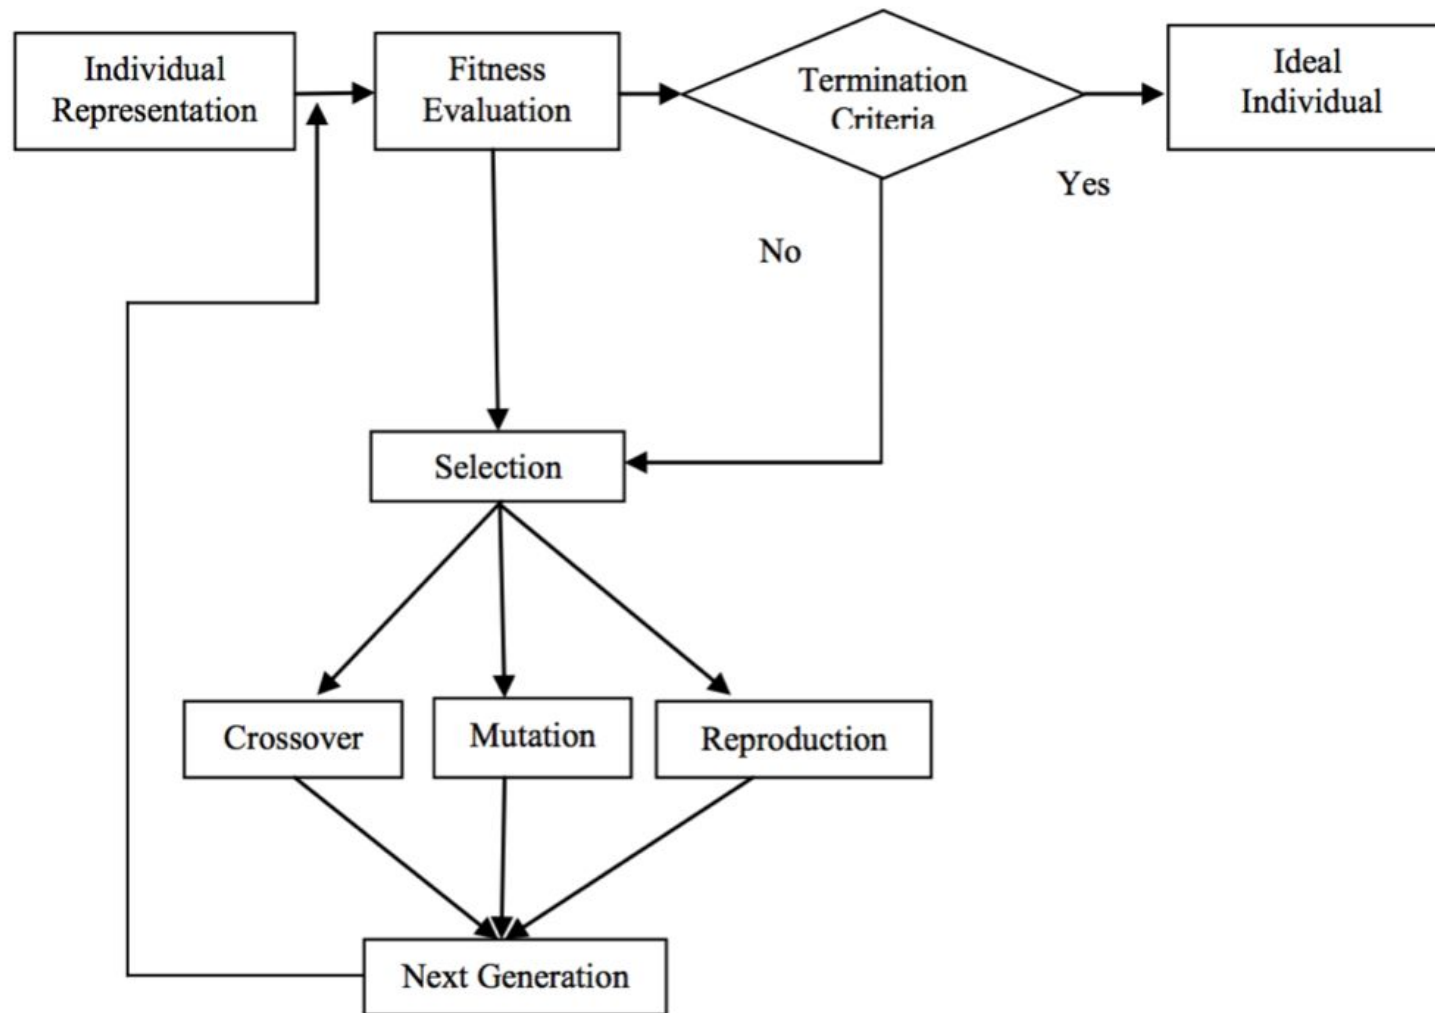 Individual
Representation
Fitness
Evaluation
Termination
Criteria
Ideal
Individual
Yes
No
Selection
Crossover
Mutation
Reproduction
Next Generation